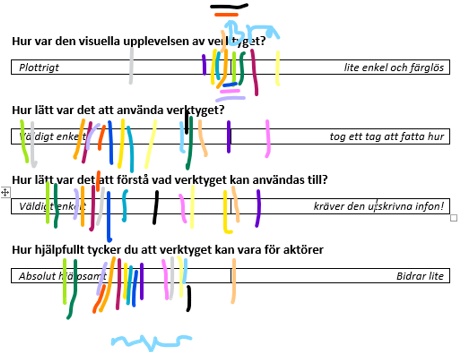 Bra
Hur var den visuella upplevelsen av verktyget?
Plottrigt lite enkel och färglös
Hur lätt var det att använda verktyget?
Väldigt enkelt tog ett tag att fatta hur
Hur lätt var det att förstå vad verktyget kan användas till?
Väldigt enkelt kräver den utskrivna infon!
Hur hjälpfullt tycker du att verktyget kan vara för aktörer
Absolut hjälpsamt Bidrar lite